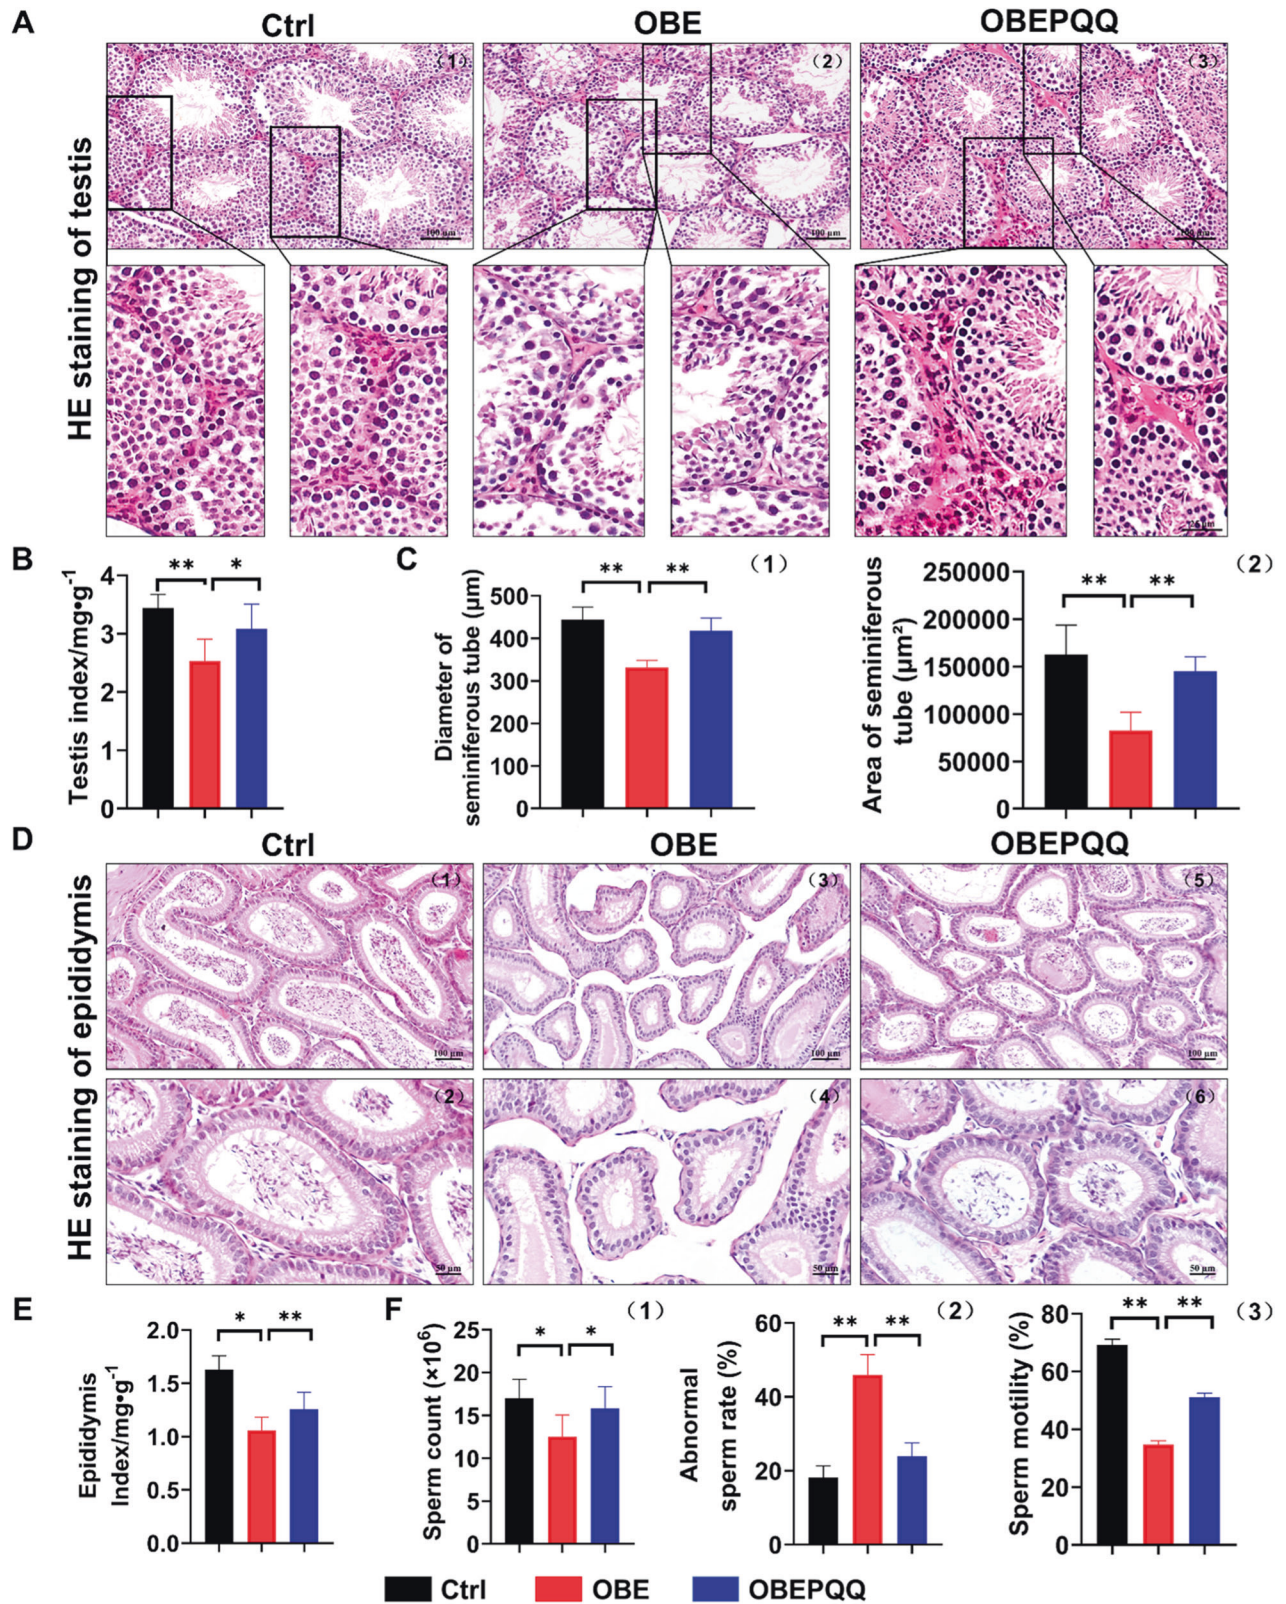 A
Ctrl
OBE
OBEPQQ
HE staining of testis
(1)
(2)
(3)
100 μm
100 μm
100 μm
25 μm
B
Testis index/mg•g-1
4
3
2
1
0
**
*
C
(1)
Diameter of
seminiferous tube (μm)
500
400
300
200
100
0
**
**
(2)
Area of seminiferous
tube (μm²)
250000
200000
150000
100000
50000
0
**
**
D
Ctrl
OBE
OBEPQQ
HE staining of epididymis
(1)
(3)
(5)
100 μm
100 μm
100 μm
(2)
(4)
(6)
50 μm
50 μm
50 μm
E
Epididymis
Index/mg•g-1
2.0
1.5
1.0
0.5
0.0
*
**
F
(1)
Sperm count (×10⁶)
25
20
15
10
5
0
*
*
(2)
Abnormal
sperm rate (%)
60
40
20
0
**
**
(3)
Sperm motility (%)
80
60
40
20
0
**
**
Ctrl
OBE
OBEPQQ